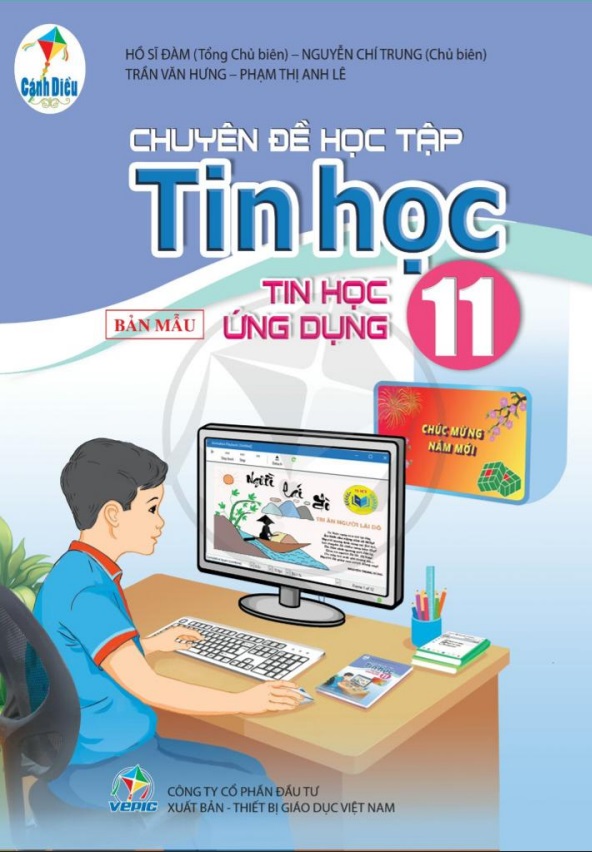 Cánh Diều
HỒ SĨ ĐÀM (Tổng Chủ biên) – NGUYỄN CHÍ TRUNG (Chủ biên)
TRẦN VĂN HƯNG – PHẠM THỊ ANH LÊ
CHUYÊN ĐỀ HỌC TẬP
Tin học
TIN HỌC
ỨNG DỤNG
11
BẢN MẪU
CHÚC MỪNG
NĂM MỚI
Người lái đò
TRI ÂN NGƯỜI LÁI ĐÒ
VEPIC
CÔNG TY CỔ PHẦN ĐẦU TƯ
XUẤT BẢN - THIẾT BỊ GIÁO DỤC VIỆT NAM